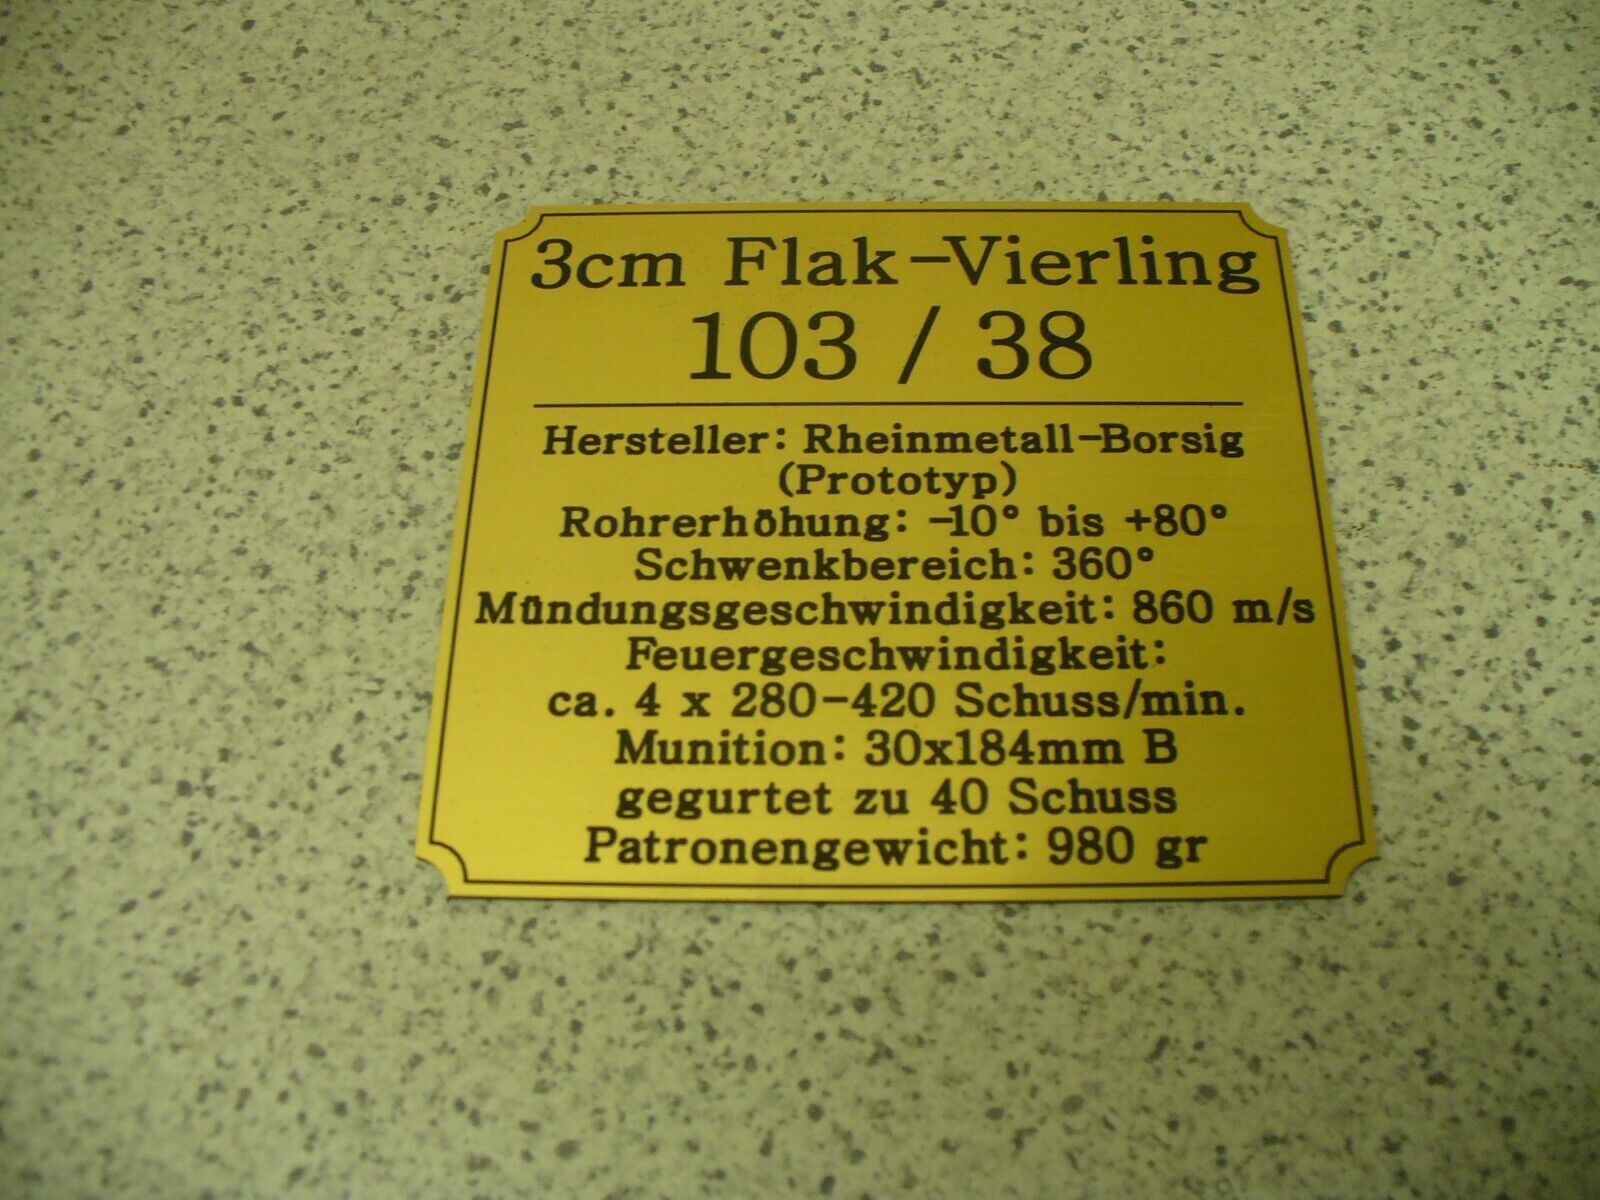 3cm Flak-Vierling
103 / 38
Hersteller: Rheinmetall-Borsig
(Prototyp)
Rohrerhöhung: -10° bis +80°
Schwenkbereich: 360°
Mündungsgeschwindigkeit: 860 m/s
Feuergeschwindigkeit:
ca. 4 x 280-420 Schuss/min.
Munition: 30x184mm B
gegurtet zu 40 Schuss
Patronengewicht: 980 gr